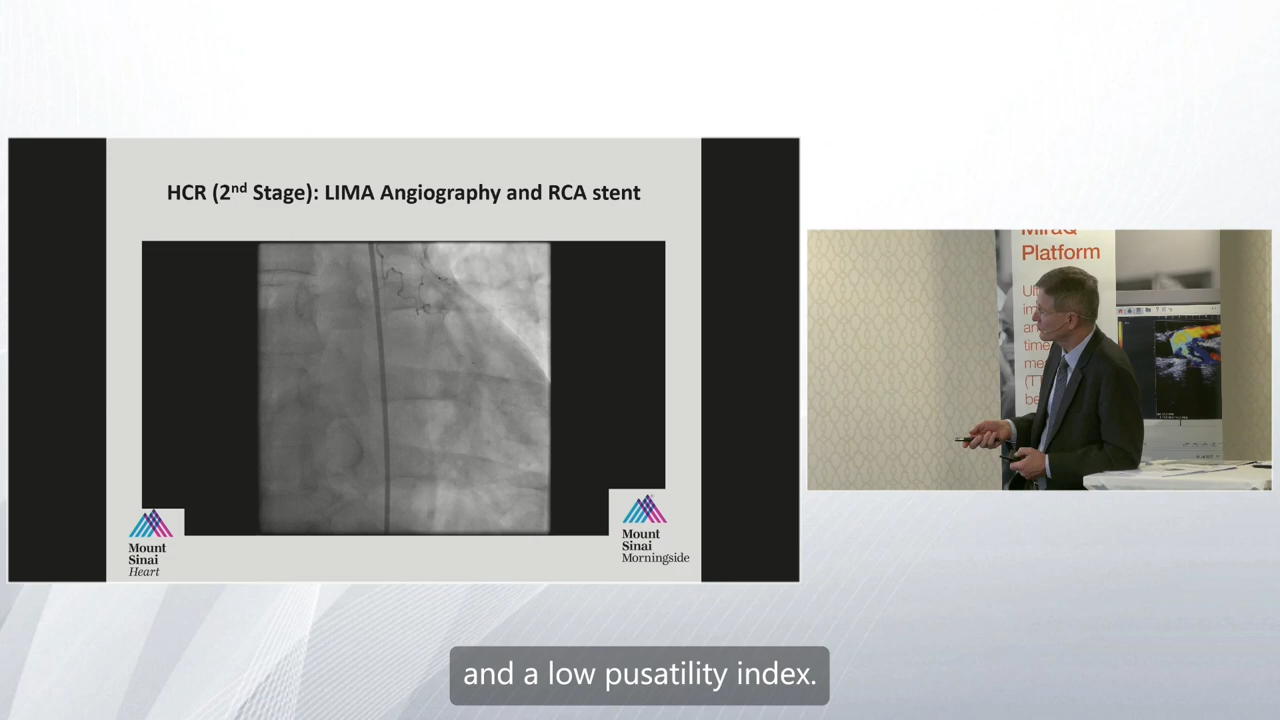 HCR (2nd Stage): LIMA Angiography and RCA stent
Mount
Sinai
Heart
Mount
Sinai
Morningside
MiraQ
Platform
and a low pusatility index.